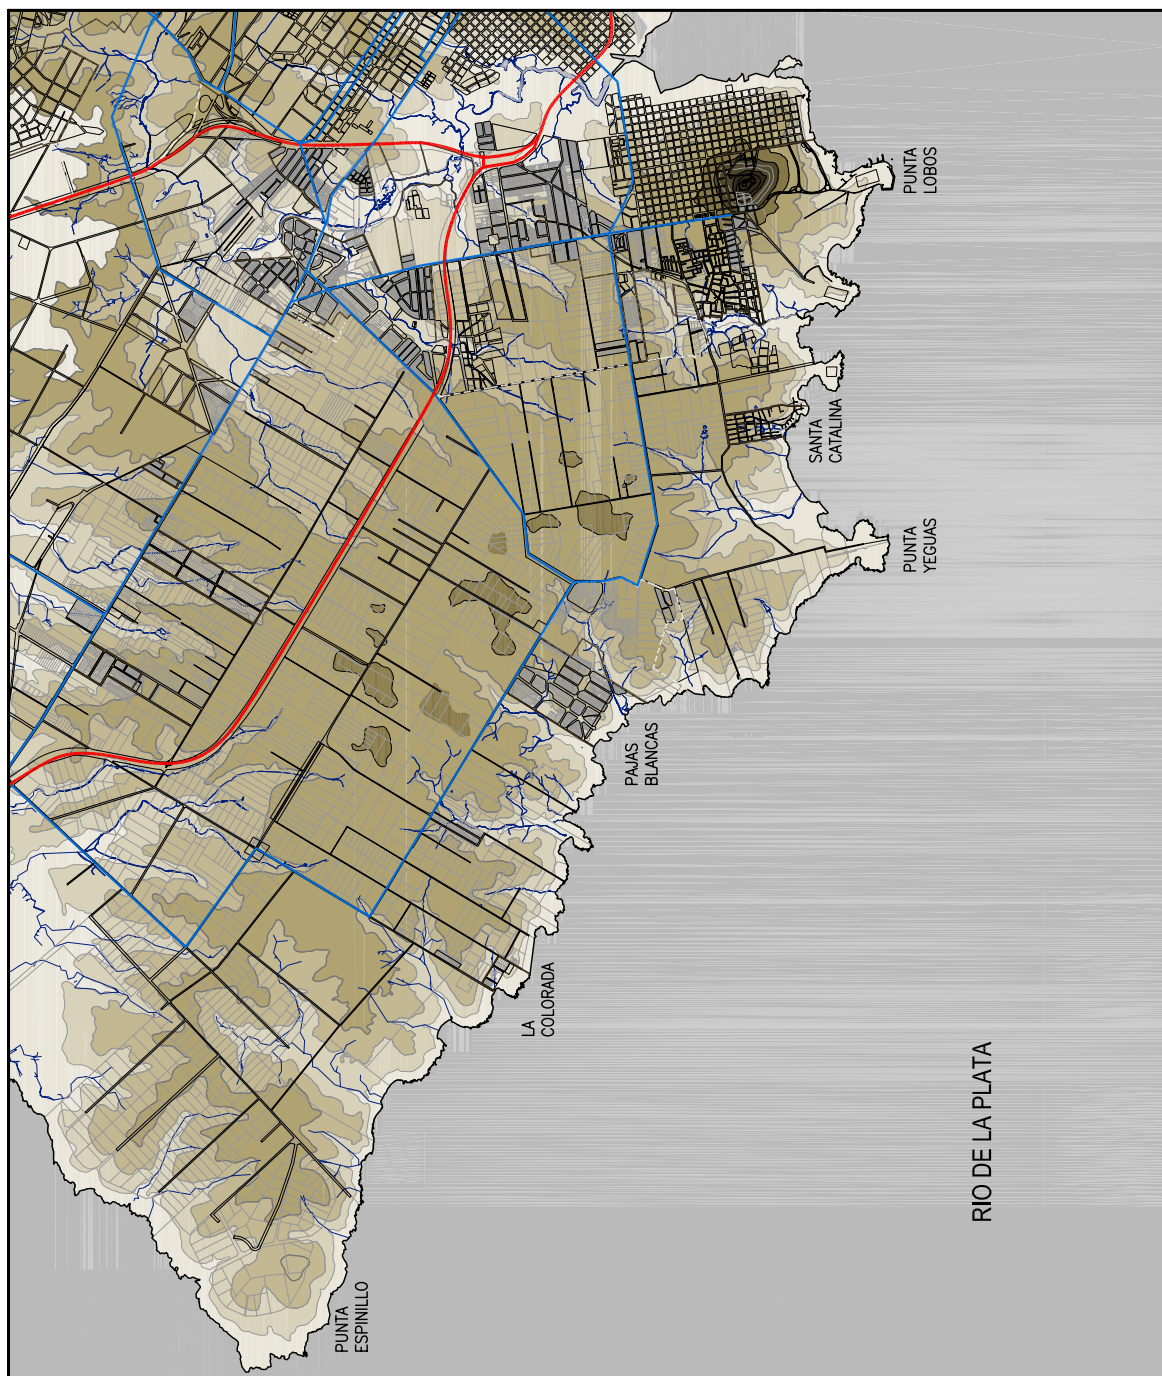 PUNTA
LOBOS
SANTA
CATALINA
PUNTA
YEGUAS
PAJAS
BLANCAS
LA
COLORADA
RIO DE LA PLATA
PUNTA
ESPINILLO